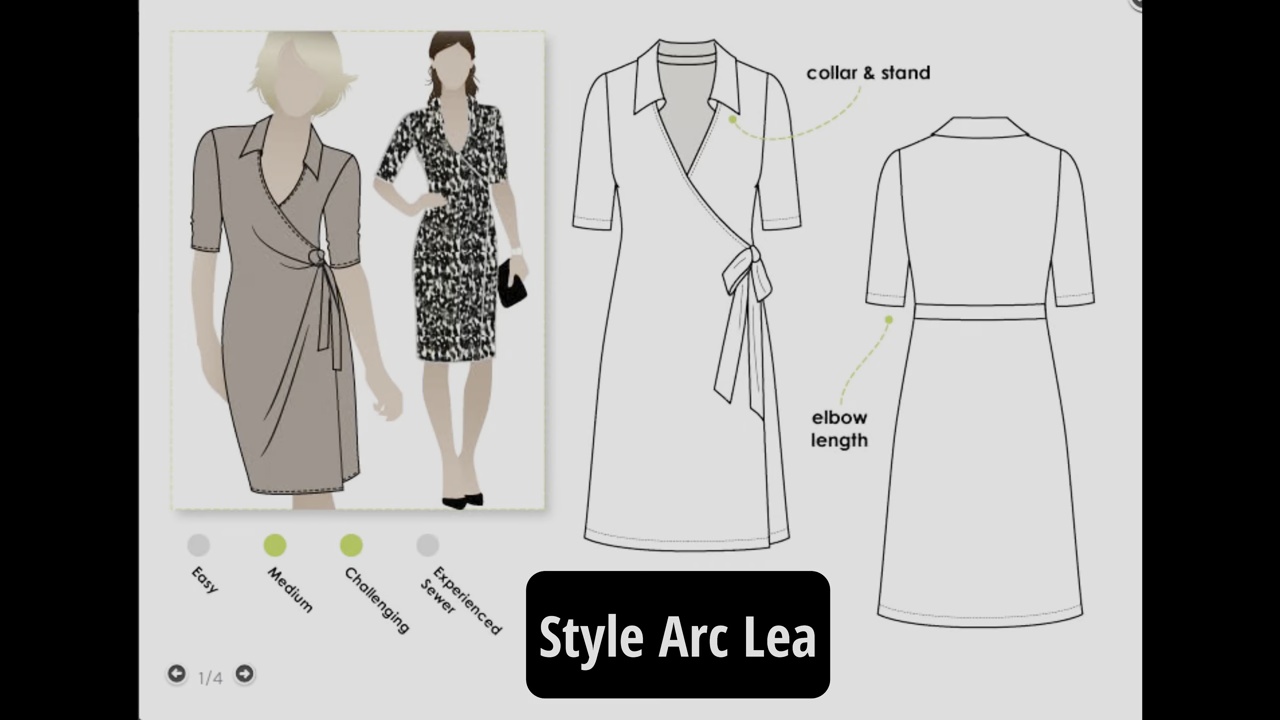 collar & stand
elbow
length
Easy
Medium
Challenging
Experienced
Sewer
Style Arc Lea
1/4